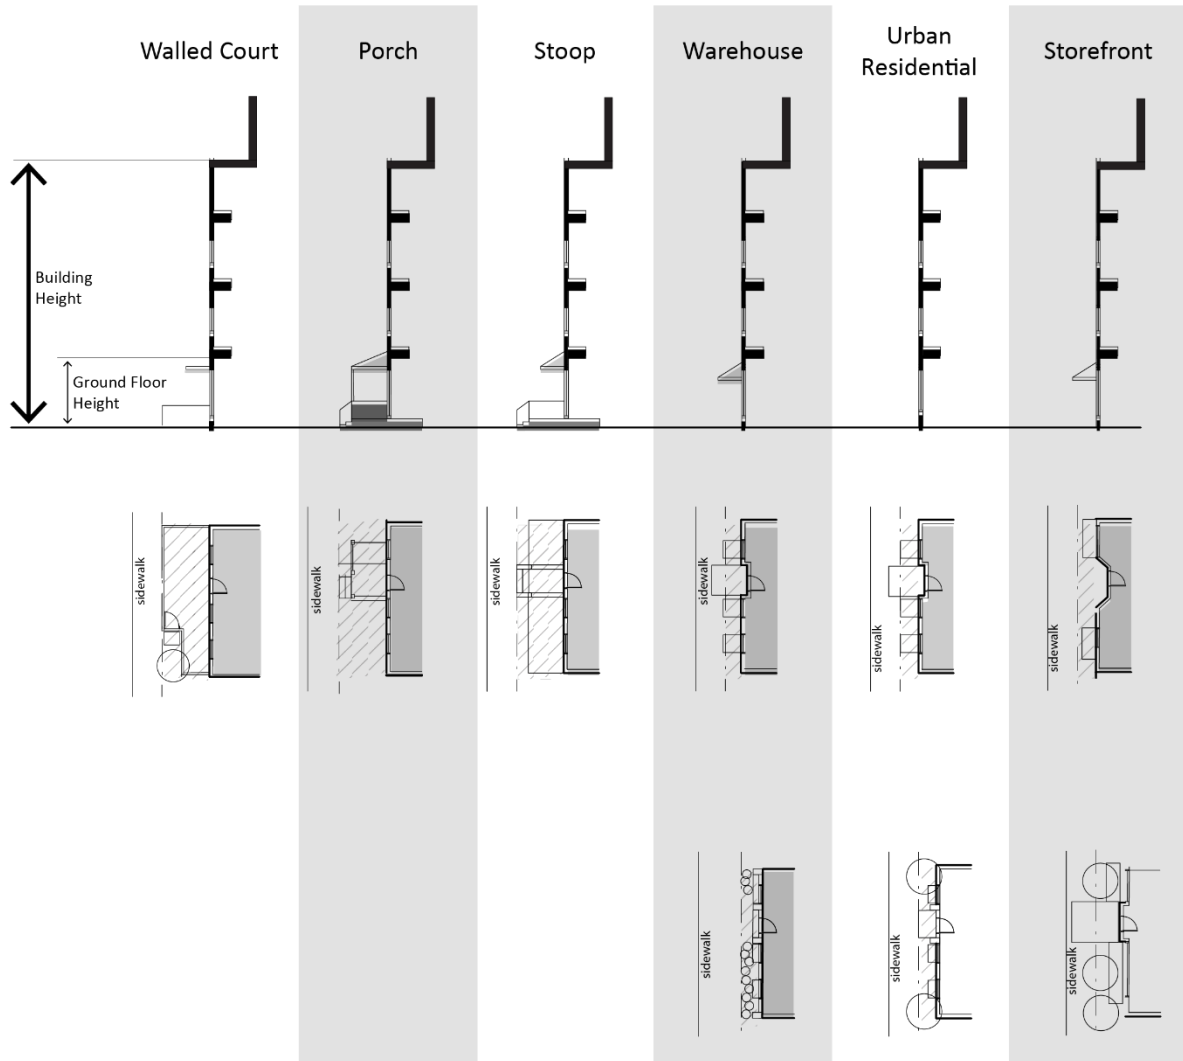 Walled Court
Porch
Stoop
Warehouse
Urban
Residential
Storefront
Building
Height
Ground Floor
Height
sidewalk
sidewalk
sidewalk
sidewalk
sidewalk
sidewalk
sidewalk
sidewalk
sidewalk